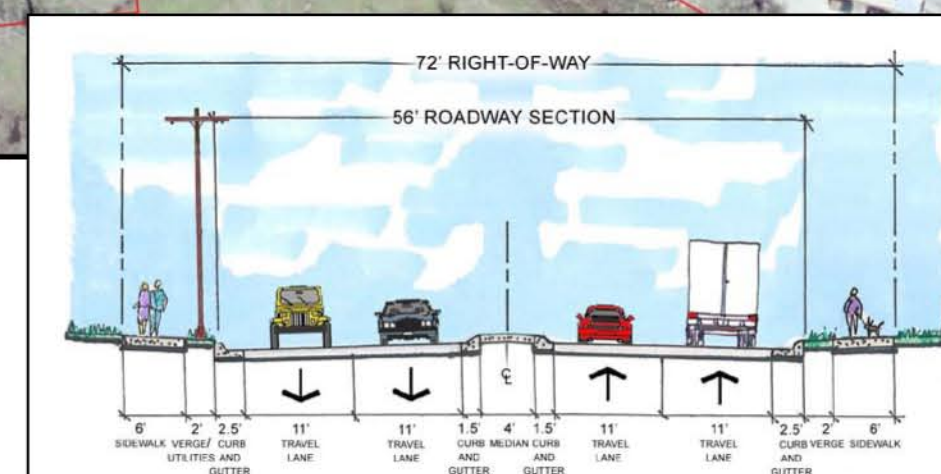 72' RIGHT-OF-WAY
56' ROADWAY SECTION
℄
6' 2' 2.5' 11' 11' 1.5' 4' 1.5' 11' 11' 2.5' 2' 6'
SIDEWALK VERGE/ CURB TRAVEL TRAVEL CURB MEDIAN CURB TRAVEL TRAVEL CURB VERGE SIDEWALK
UTILITIES AND LANE LANE AND AND LANE LANE AND
GUTTER GUTTER GUTTER GUTTER